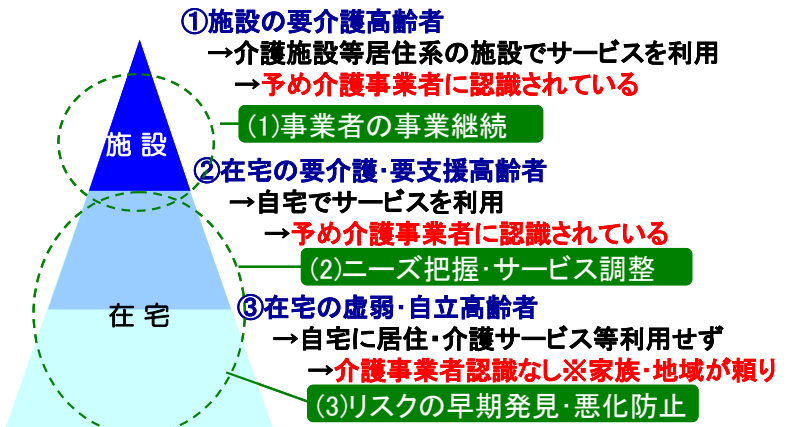 ①施設の要介護高齢者
→介護施設等居住系の施設でサービスを利用
→予め介護事業者に認識されている
(1)事業者の事業継続
施 設
②在宅の要介護・要支援高齢者
→自宅でサービスを利用
→予め介護事業者に認識されている
(2)ニーズ把握・サービス調整
③在宅の虚弱・自立高齢者
在 宅
→自宅に居住・介護サービス等利用せず
→介護事業者認識なし※家族・地域が頼り
(3)リスクの早期発見・悪化防止